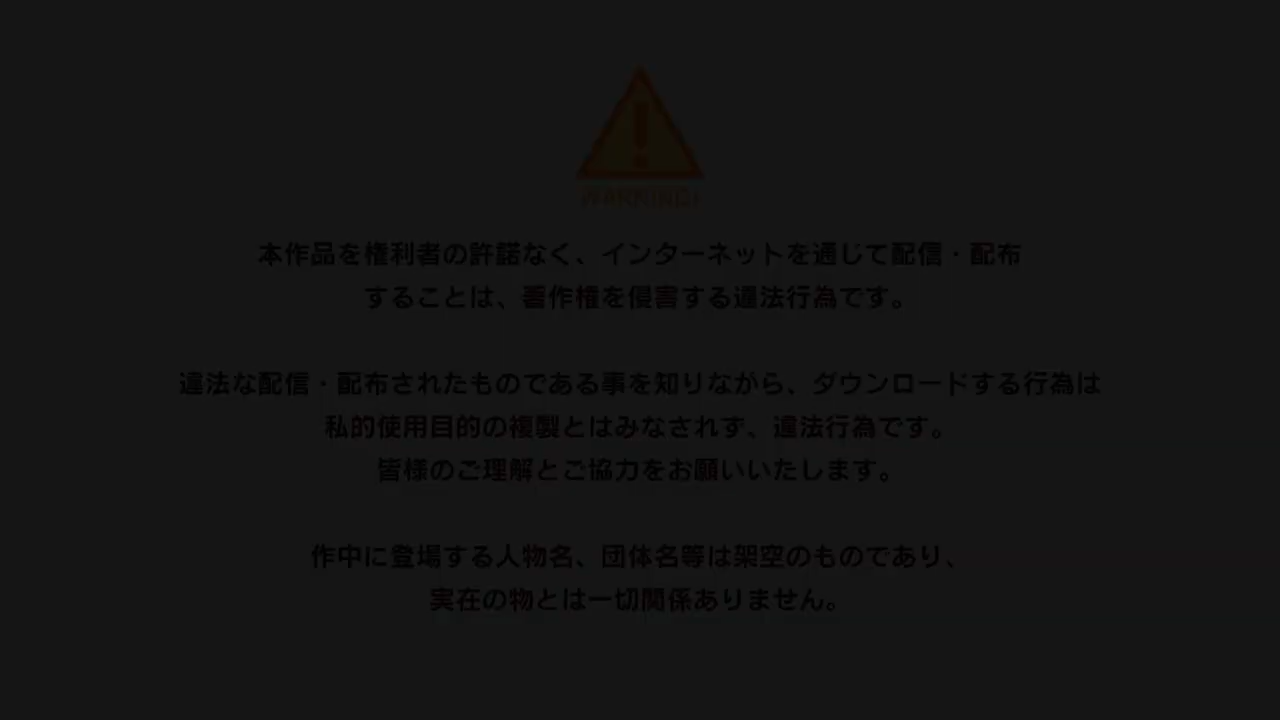 WARNING!
本作品を権利者の許諾なく、インターネットを通じて配信・配布
することは、著作権を侵害する違法行為です。
違法な配信・配布されたものである事を知りながら、ダウンロードする行為は
私的使用目的の複製とはみなされず、違法行為です。
皆様のご理解とご協力をお願いいたします。
作中に登場する人物名、団体名等は架空のものであり、
実在の物とは一切関係ありません。